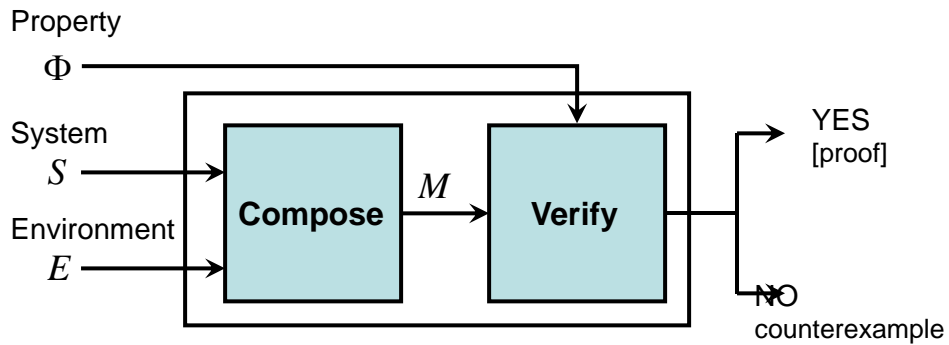 Property
Φ
System
S
Environment
E
Compose
M
Verify
YES
[proof]
NO
counterexample